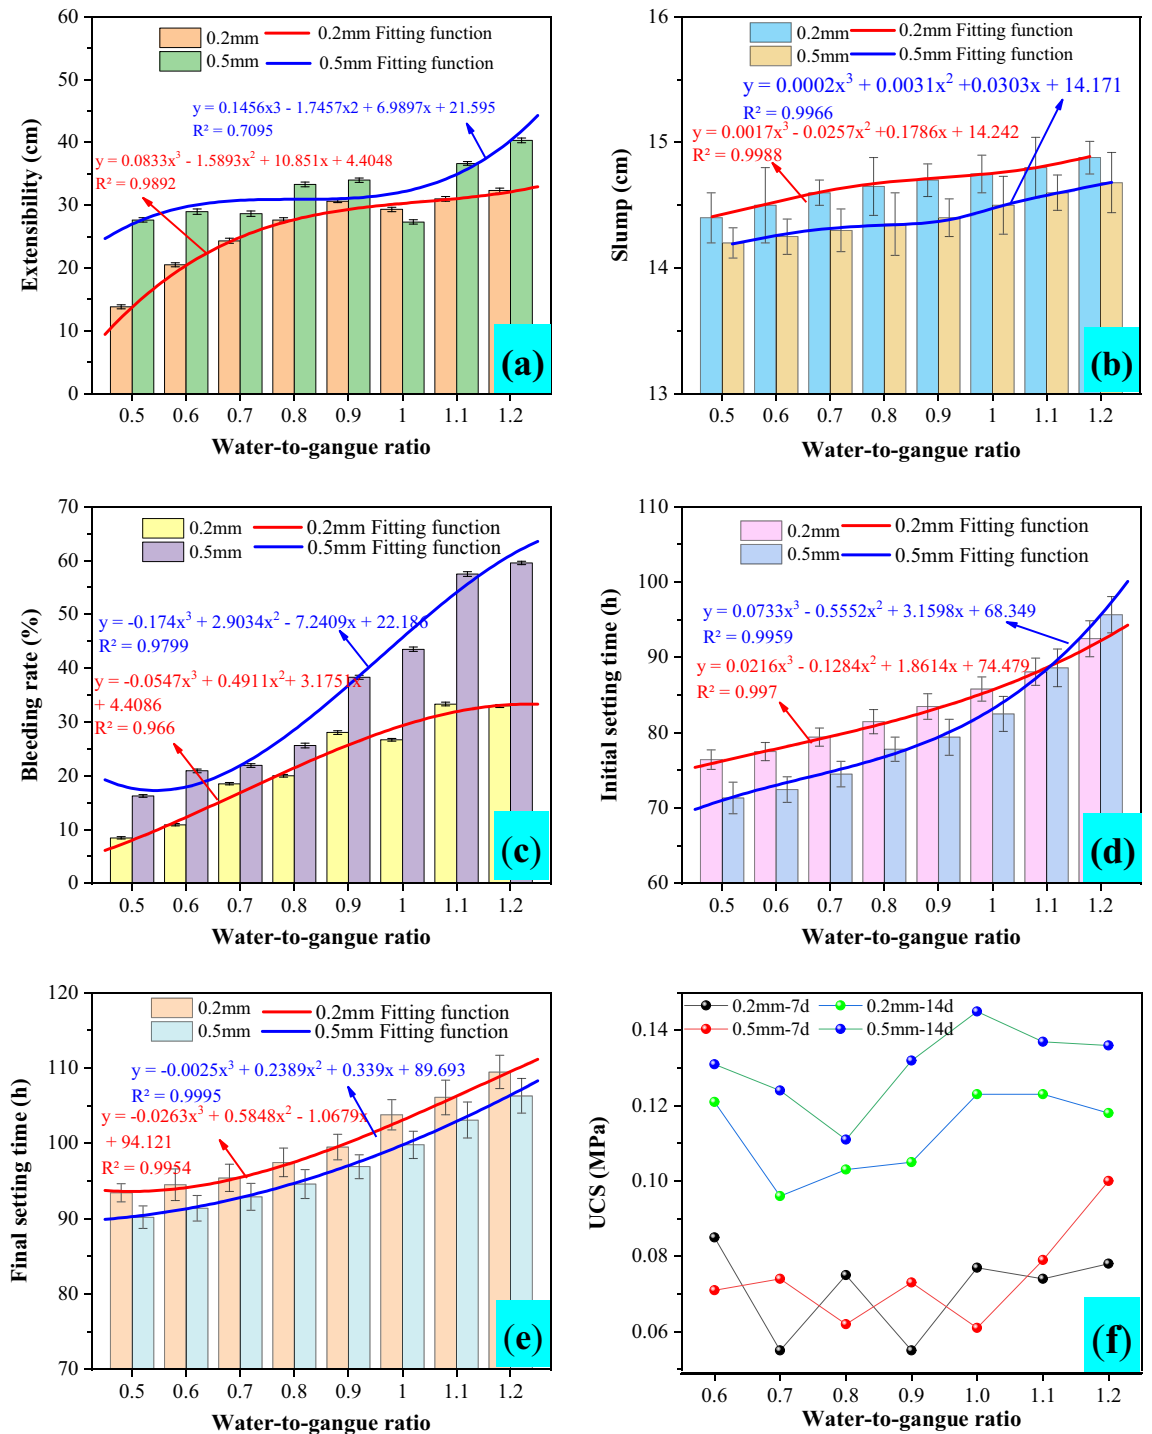 60
50
40
30
20
10
0
Extensibility (cm)
0.2mm
0.2mm Fitting function
0.5mm
0.5mm Fitting function
y = 0.1456x3 - 1.7457x2 + 6.9897x + 21.595
R² = 0.7095
y = 0.0833x³ - 1.5893x² + 10.851x + 4.4048
R² = 0.9892
(a)
0.5 0.6 0.7 0.8 0.9 1 1.1 1.2
Water-to-gangue ratio
16
15
14
13
Slump (cm)
0.2mm
0.2mm Fitting function
0.5mm
0.5mm Fitting function
y = 0.0002x³ + 0.0031x² +0.0303x + 14.171
R² = 0.9966
y = 0.0017x³ - 0.0257x² +0.1786x + 14.242
R² = 0.9988
(b)
0.5 0.6 0.7 0.8 0.9 1 1.1 1.2
Water-to-gangue ratio
70
60
50
40
30
20
10
0
Bleeding rate (%)
0.2mm
0.2mm Fitting function
0.5mm
0.5mm Fitting function
y = -0.174x³ + 2.9034x² - 7.2409x + 22.186
R² = 0.9799
y = -0.0547x³ + 0.4911x²+ 3.1751x
+ 4.4086
R² = 0.966
(c)
0.5 0.6 0.7 0.8 0.9 1 1.1 1.2
Water-to-gangue ratio
110
100
90
80
70
60
Initial setting time (h)
0.2mm
0.2mm Fitting function
0.5mm
0.5mm Fitting function
y = 0.0733x³ - 0.5552x² + 3.1598x + 68.349
R² = 0.9959
y = 0.0216x³ - 0.1284x² + 1.8614x + 74.479
R² = 0.997
(d)
0.5 0.6 0.7 0.8 0.9 1 1.1 1.2
Water-to-gangue ratio
120
110
100
90
80
70
Final setting time (h)
0.2mm
0.2mm Fitting function
0.5mm
0.5mm Fitting function
y = -0.0025x³ + 0.2389x² + 0.339x + 89.693
R² = 0.9995
y = -0.0263x³ + 0.5848x² - 1.0679x
+ 94.121
R² = 0.9954
(e)
0.5 0.6 0.7 0.8 0.9 1 1.1 1.2
Water-to-gangue ratio
0.14
0.12
0.10
0.08
0.06
UCS (MPa)
0.2mm-7d
0.2mm-14d
0.5mm-7d
0.5mm-14d
(f)
0.6 0.7 0.8 0.9 1.0 1.1 1.2
Water-to-gangue ratio